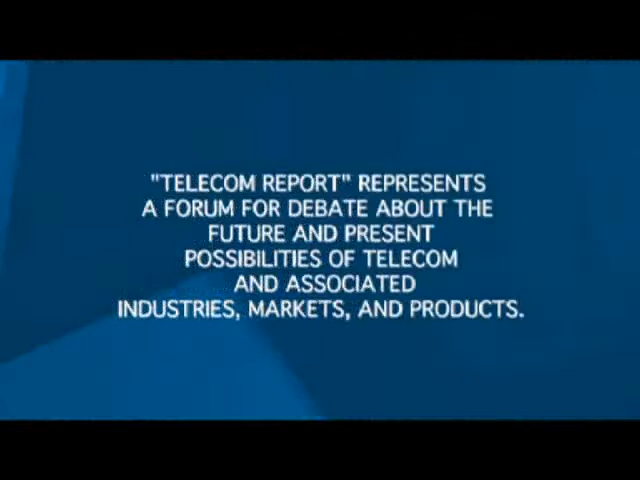 "TELECOM REPORT" REPRESENTS
A FORUM FOR DEBATE ABOUT THE
FUTURE AND PRESENT
POSSIBILITIES OF TELECOM
AND ASSOCIATED
INDUSTRIES, MARKETS, AND PRODUCTS.